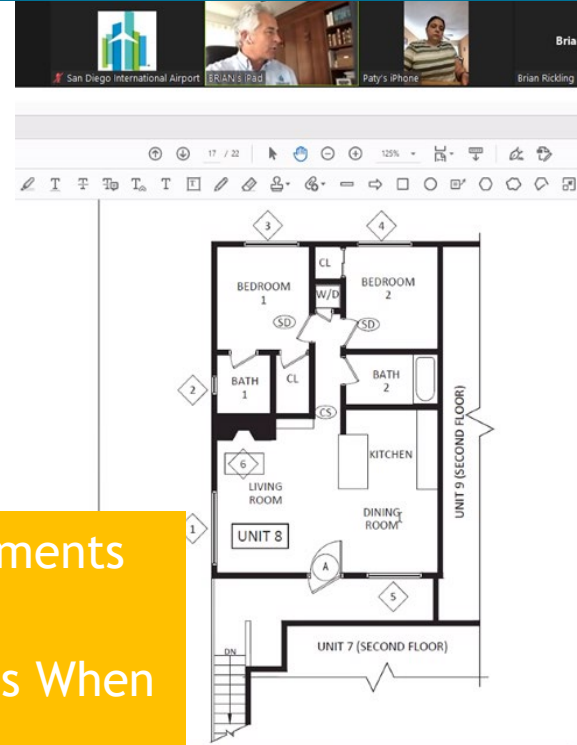 San Diego International Airport
BRIAN's iPad
Paty's iPhone
Bria
Brian Rickling
17 / 22
125%
3
4
CL
BEDROOM
1
BEDROOM
2
W/D
SD
SD
2
BATH
1
CL
BATH
2
CS
6
KITCHEN
LIVING
ROOM
DINING
ROOM
1
UNIT 8
A
5
UNIT 9 (SECOND FLOOR)
DN
UNIT 7 (SECOND FLOOR)
ments
s When